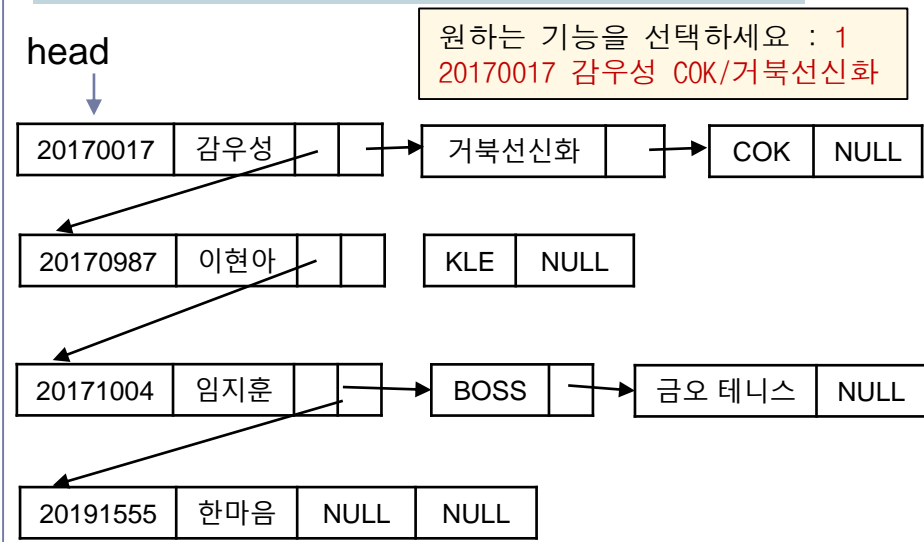 head
원하는 기능을 선택하세요 : 1
20170017 감우성 COK/거북선신화
20170017 감우성 거북선신화 COK NULL
20170987 이현아 KLE NULL
20171004 임지훈 BOSS 금오 테니스 NULL
20191555 한마음 NULL NULL